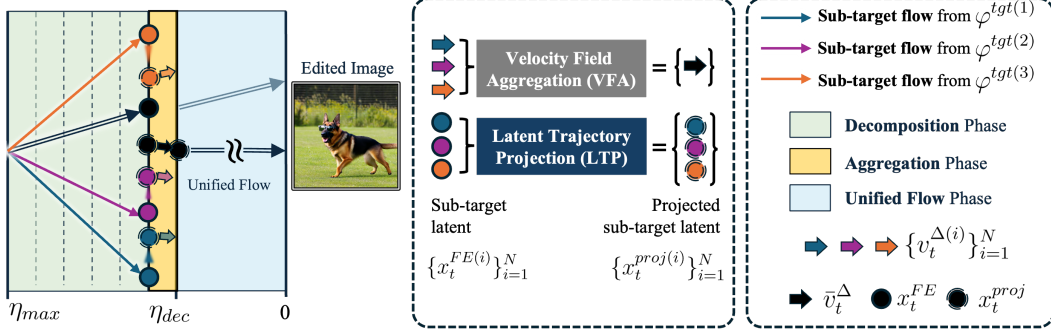 Edited Image
Unified Flow
η_max
η_dec
0
Velocity Field
Aggregation (VFA)
= { }
Latent Trajectory
Projection (LTP)
=
Sub-target
latent
Projected
sub-target latent
{x_t^{FE(i)}}_{i=1}^N
{x_t^{proj(i)}}_{i=1}^N
Sub-target flow from φ^{tgt(1)}
Sub-target flow from φ^{tgt(2)}
Sub-target flow from φ^{tgt(3)}
Decomposition Phase
Aggregation Phase
Unified Flow Phase
{v_t^{Δ(i)}}_{i=1}^N
v̄_t^Δ x_t^{FE} x_t^{proj}